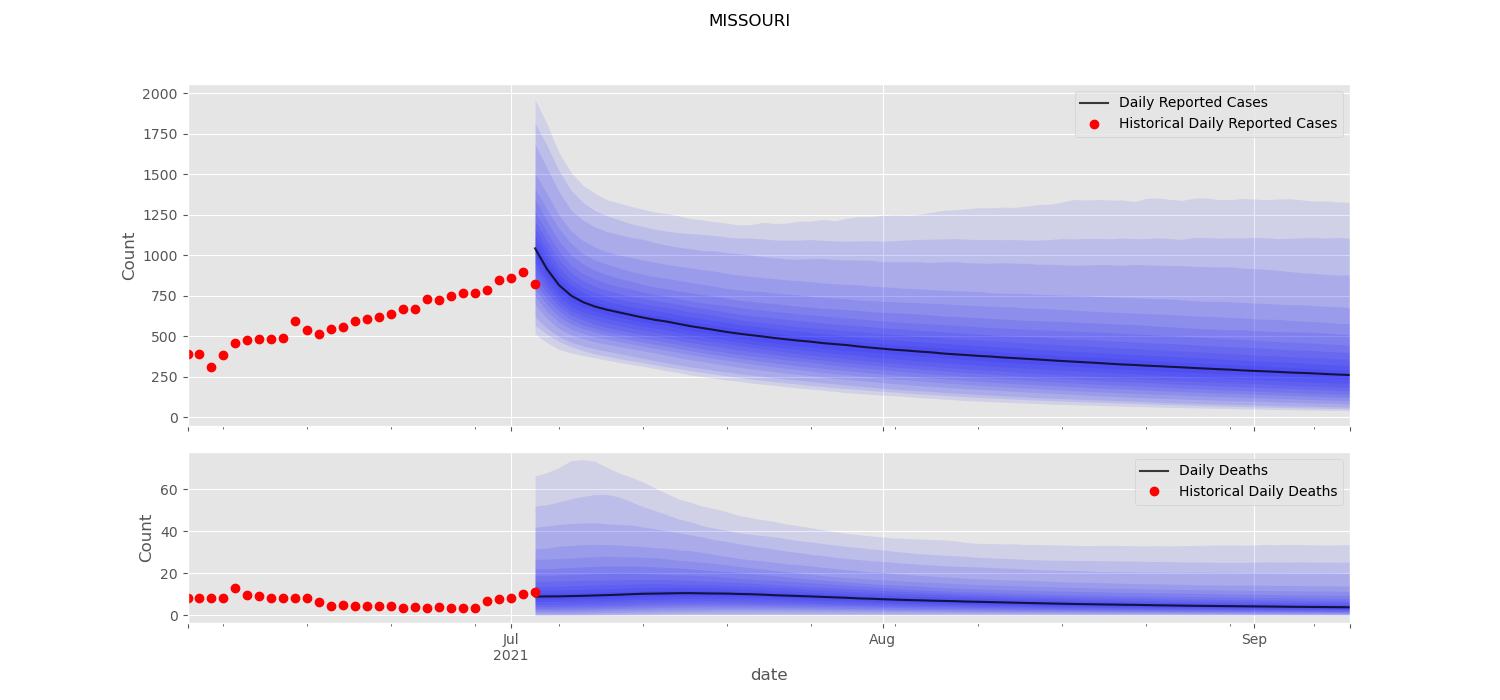 MISSOURI
2000
1750
1500
1250
1000
750
500
250
0
Count
Daily Reported Cases
Historical Daily Reported Cases
60
40
20
0
Count
Daily Deaths
Historical Daily Deaths
Jul
2021
Aug
Sep
date